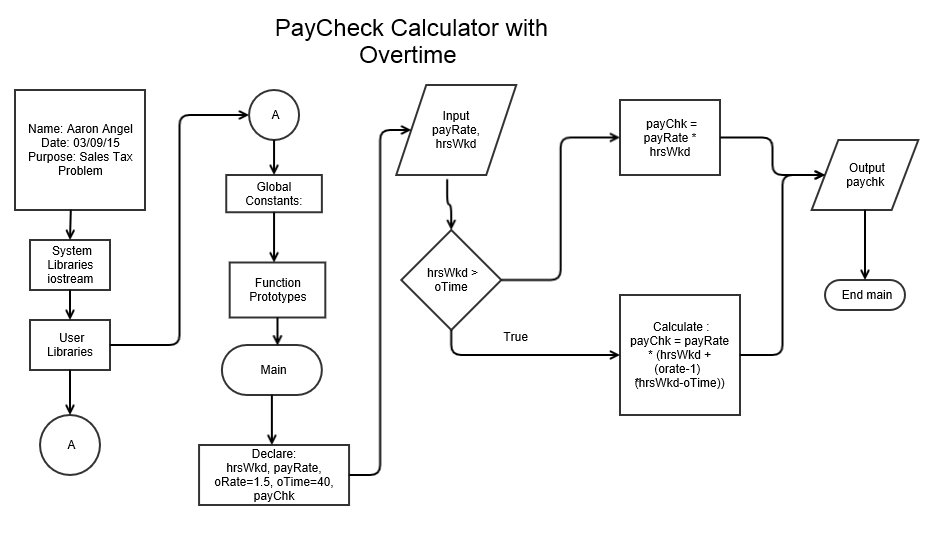 PayCheck Calculator with
Overtime
Name: Aaron Angel
Date: 03/09/15
Purpose: Sales Tax
Problem
System
Libraries
iostream
User
Libraries
A
A
Global
Constants:
Function
Prototypes
Main
Declare:
hrsWkd, payRate,
oRate=1.5, oTime=40,
payChk
Input
payRate,
hrsWkd
hrsWkd >
oTime
True
payChk =
payRate *
hrsWkd
Calculate :
payChk = payRate
* (hrsWkd +
(orate-1)
(hrsWkd-oTime))
Output
paychk
End main